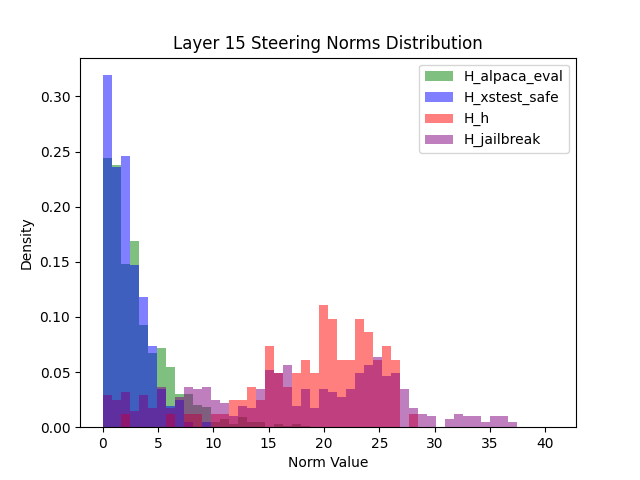 Layer 15 Steering Norms Distribution
H_alpaca_eval
H_xstest_safe
H_h
H_jailbreak
0.30
0.25
0.20
0.15
0.10
0.05
0.00
Density
0 5 10 15 20 25 30 35 40
Norm Value